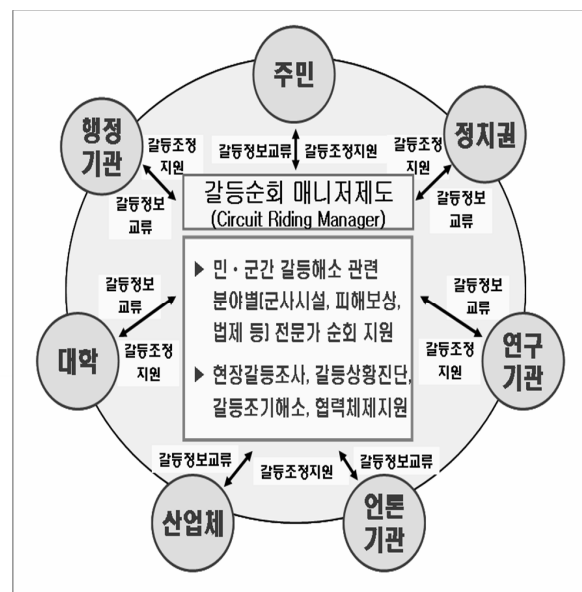 주민
행정
기관
정치권
갈등조정
지원
갈등정보교류
갈등조정지원
갈등조정
지원
갈등정보
교류
갈등정보
교류
갈등순회 매니저제도
(Circuit Riding Manager)
▶ 민·군간 갈등해소 관련
분야별[군사시설, 피해보상,
법제 등] 전문가 순회 지원
▶ 현장갈등조사, 갈등상황진단,
갈등조기해소, 협력체제지원
갈등정보
교류
갈등정보
교류
대학
갈등조정
지원
갈등조정
지원
연구
기관
갈등정보교류
갈등조정지원
갈등정보교류
산업체
언론
기관